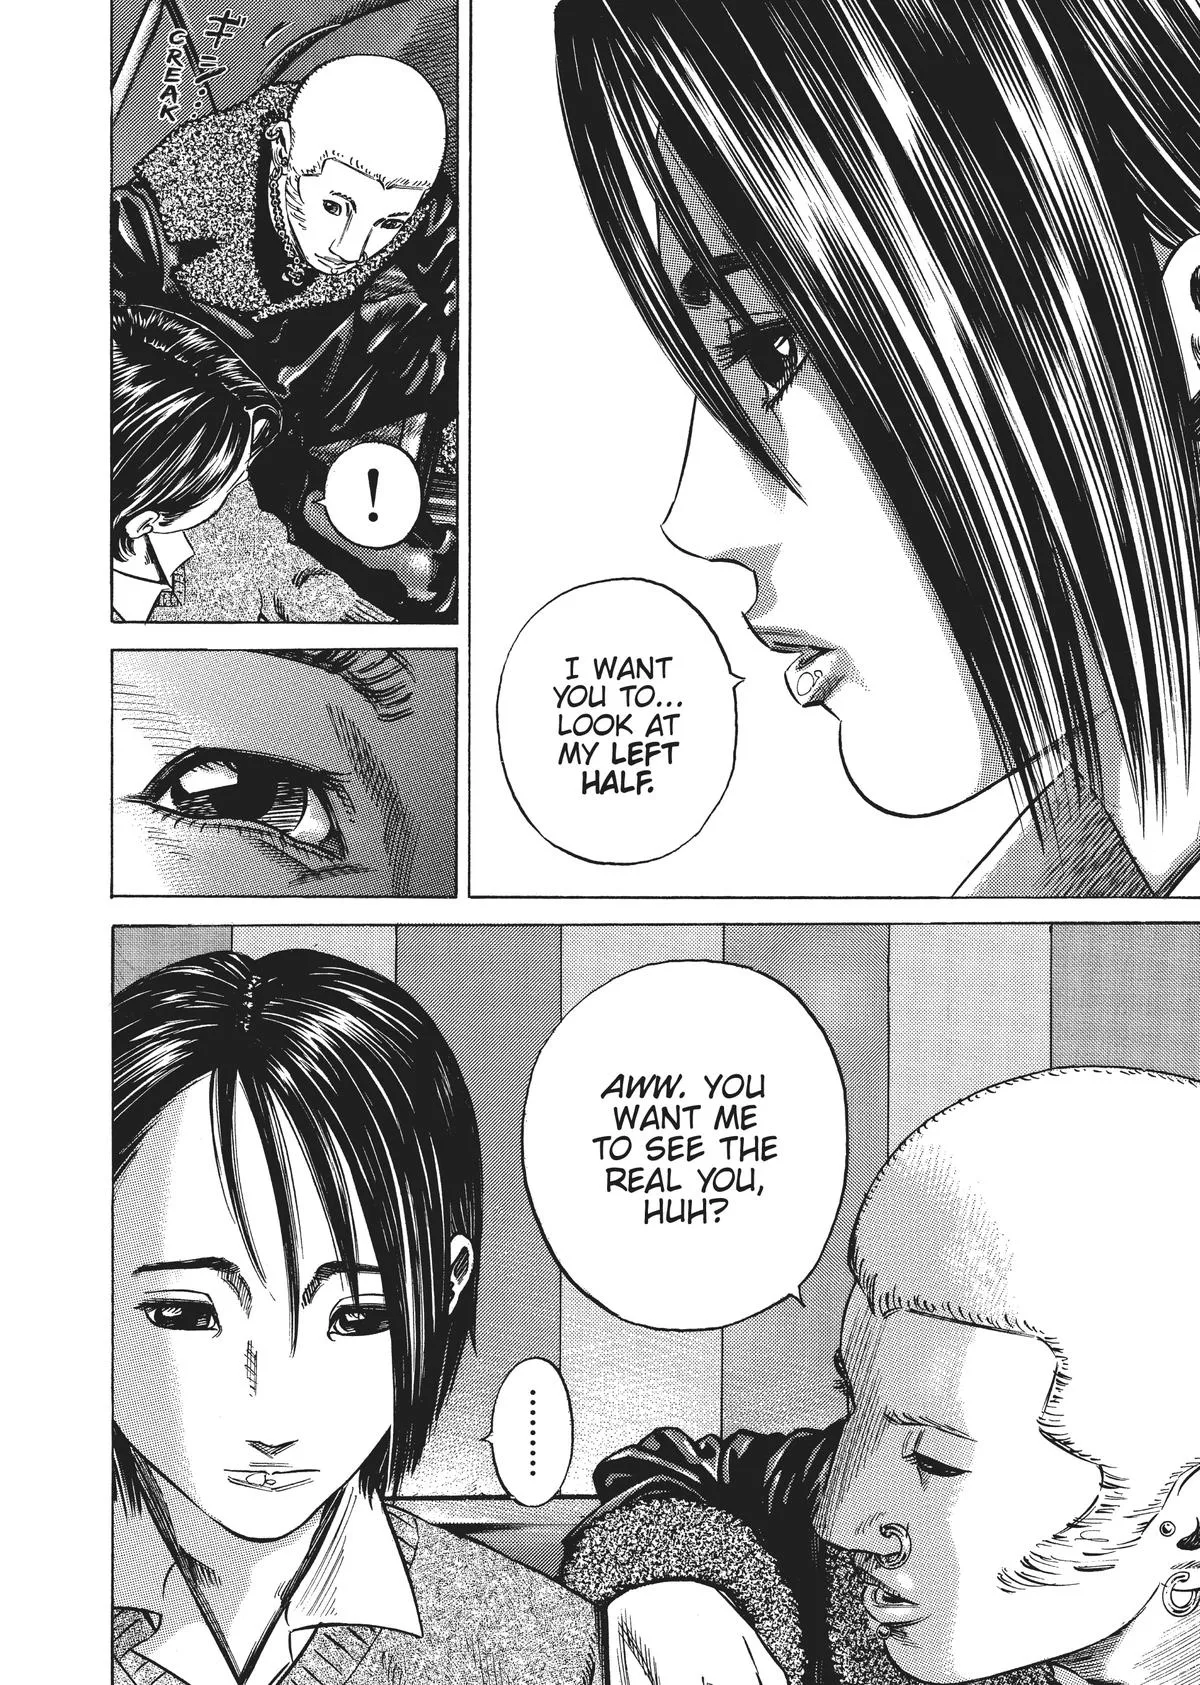 I WANT
YOU TO...
LOOK AT
MY LEFT
HALF.
ギシ..
CREAK
!
AWW. YOU
WANT ME
TO SEE THE
REAL YOU,
HUH?
.........